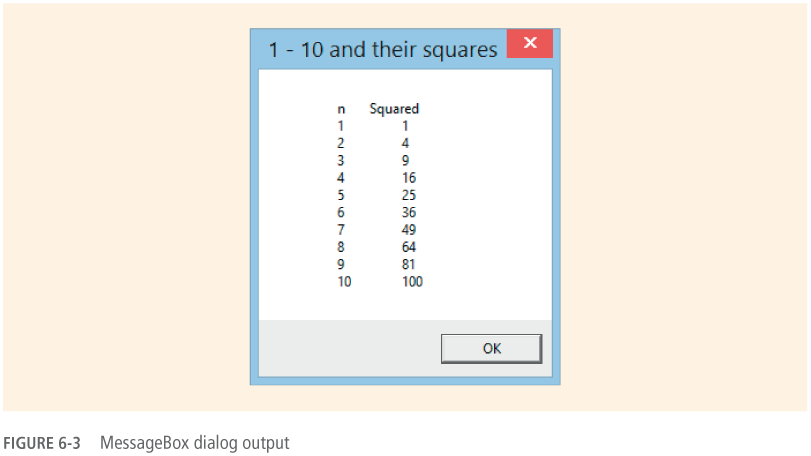 1 - 10 and their squares
n Squared
1 1
2 4
3 9
4 16
5 25
6 36
7 49
8 64
9 81
10 100
OK
FIGURE 6-3 MessageBox dialog output